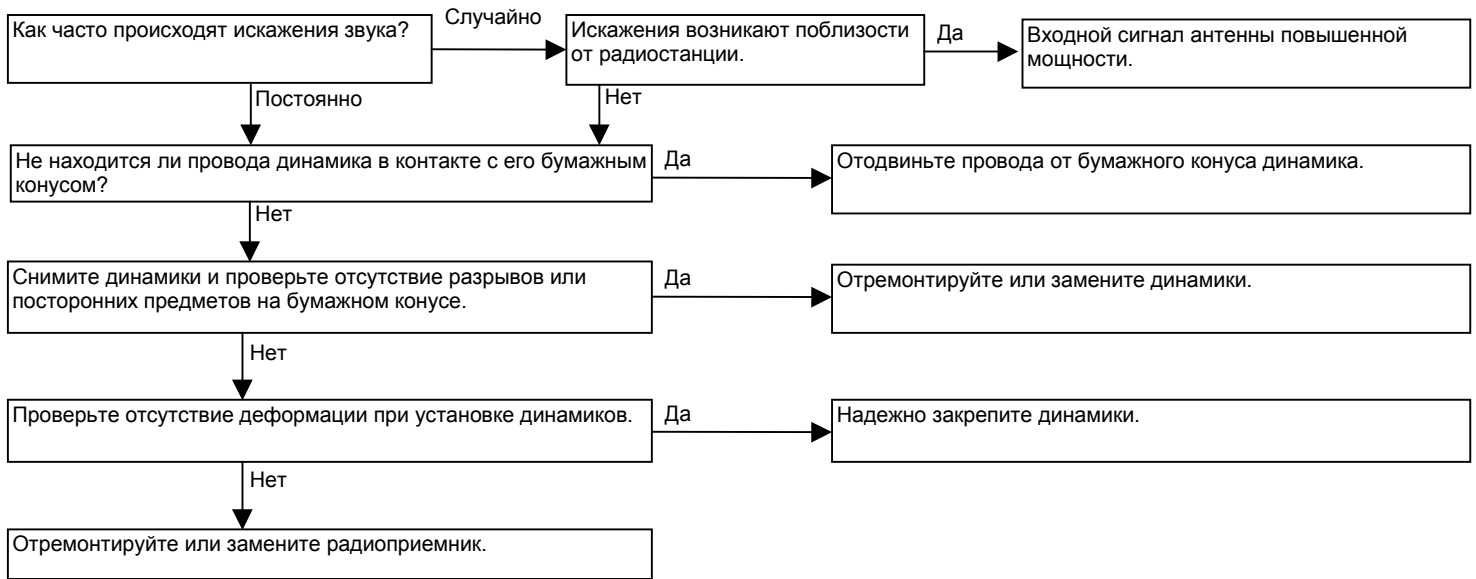 Как часто происходят искажения звука?
Случайно
Искажения возникают поблизости
от радиостанции.
Да
Входной сигнал антенны повышенной
мощности.
Постоянно
Нет
Не находится ли провода динамика в контакте с его бумажным
конусом?
Да
Отодвиньте провода от бумажного конуса динамика.
Нет
Снимите динамики и проверьте отсутствие разрывов или
посторонних предметов на бумажном конусе.
Да
Отремонтируйте или замените динамики.
Нет
Проверьте отсутствие деформации при установке динамиков.
Да
Надежно закрепите динамики.
Нет
Отремонтируйте или замените радиоприемник.